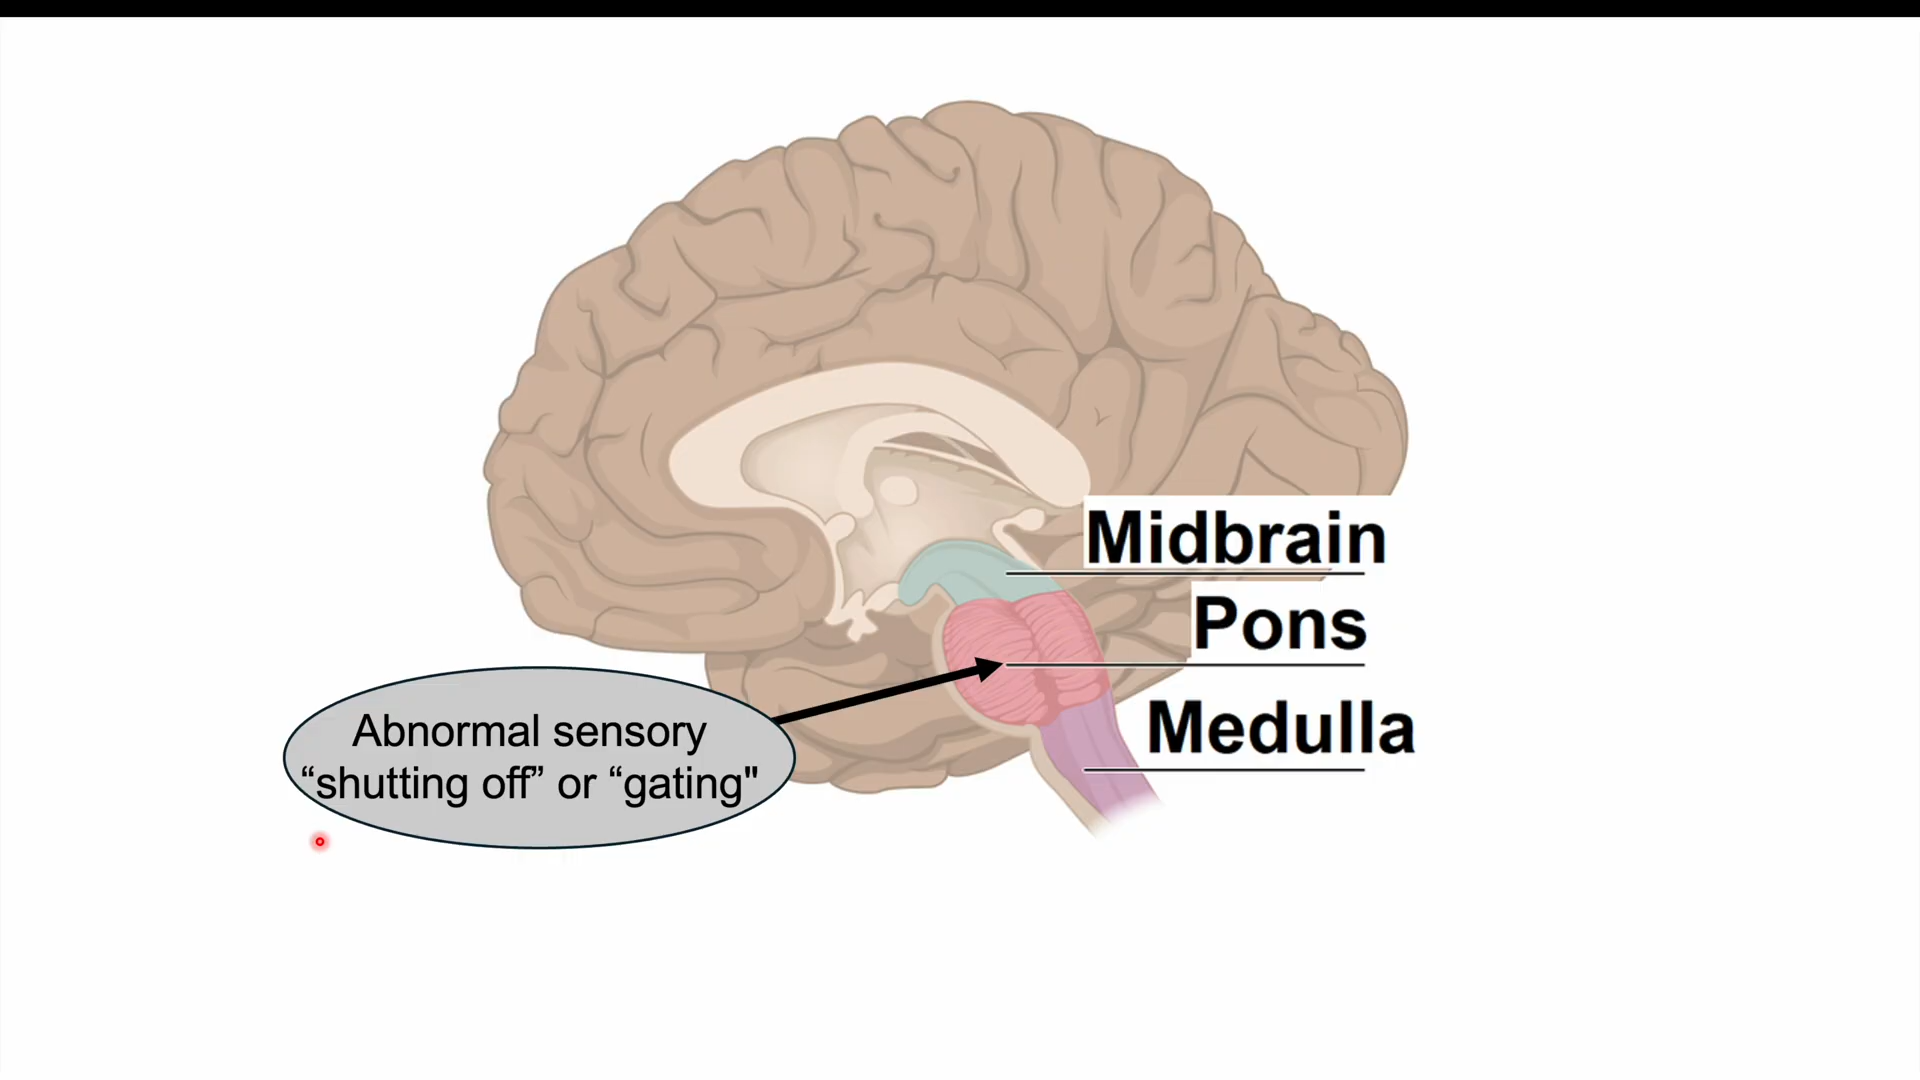 Midbrain
Pons
Medulla
Abnormal sensory
“shutting off” or “gating"